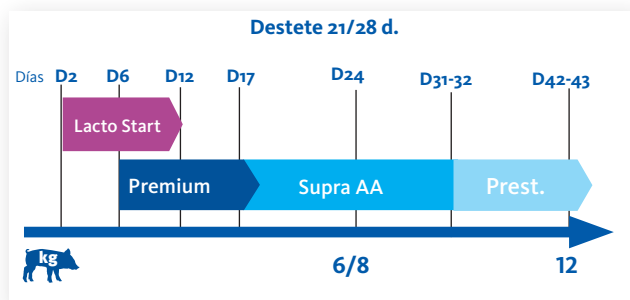 Destete 21/28 d.
Días D2 D6 D12 D17 D24 D31-32 D42-43
Lacto Start
Premium Supra AA Prest.
kg 6/8 12